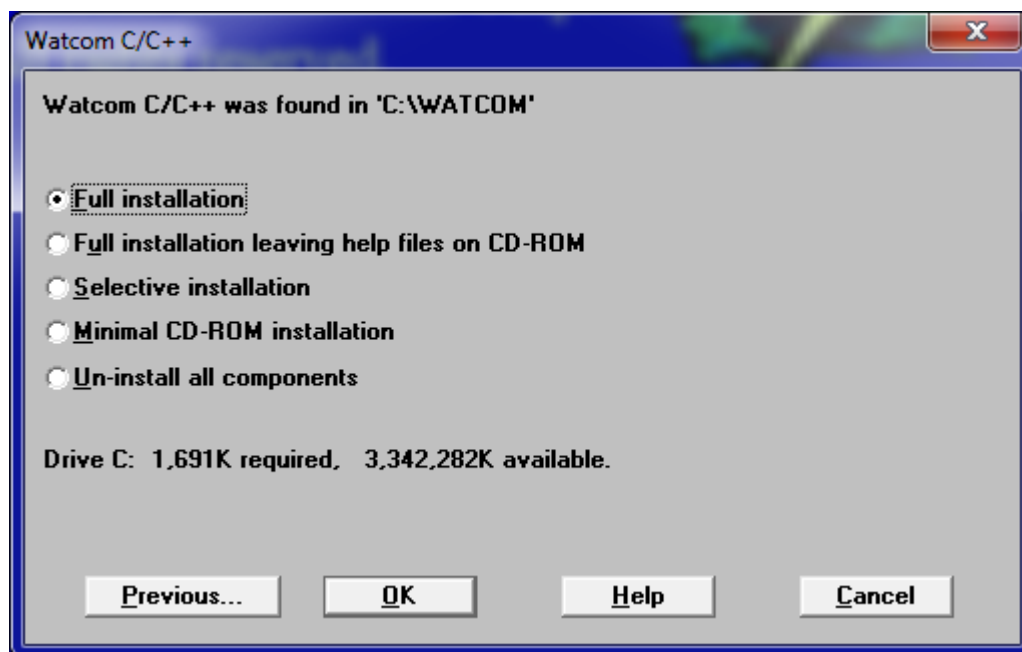 Watcom C/C++
Watcom C/C++ was found in 'C:\WATCOM'
Full installation
Full installation leaving help files on CD-ROM
Selective installation
Minimal CD-ROM installation
Un-install all components
Drive C:  1,691K required,   3,342,282K available.
Previous... OK Help Cancel